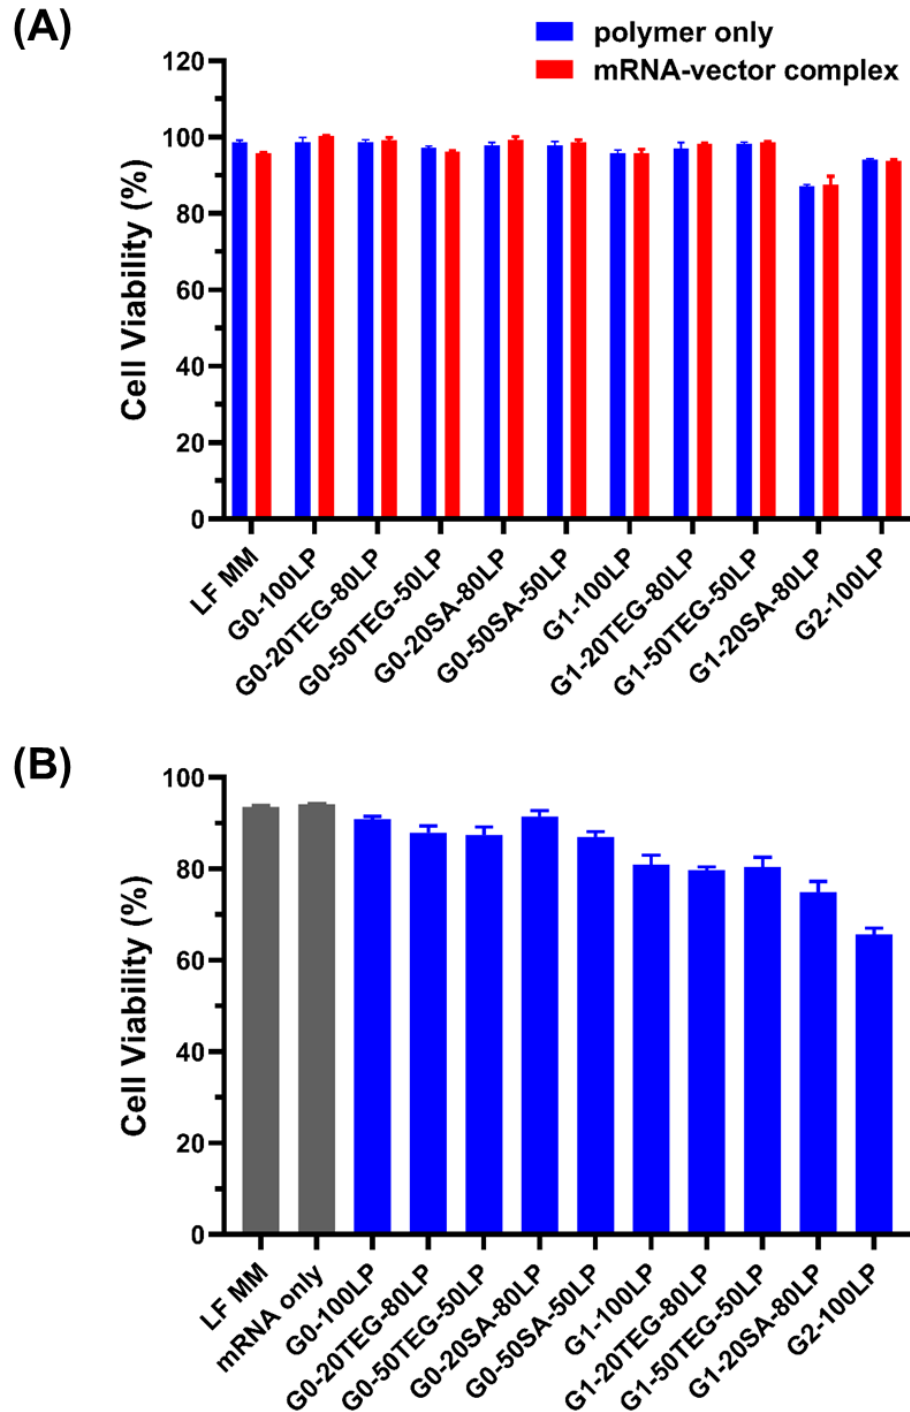 (A)
polymer only
mRNA-vector complex
Cell Viability (%)
120
100
80
60
40
20
0
LF MM
G0-100LP
G0-20TEG-80LP
G0-50TEG-50LP
G0-20SA-80LP
G0-50SA-50LP
G1-100LP
G1-20TEG-80LP
G1-50TEG-50LP
G1-20SA-80LP
G2-100LP
(B)
Cell Viability (%)
100
80
60
40
20
0
LF MM
mRNA only
G0-100LP
G0-20TEG-80LP
G0-50TEG-50LP
G0-20SA-80LP
G0-50SA-50LP
G1-100LP
G1-20TEG-80LP
G1-50TEG-50LP
G1-20SA-80LP
G2-100LP